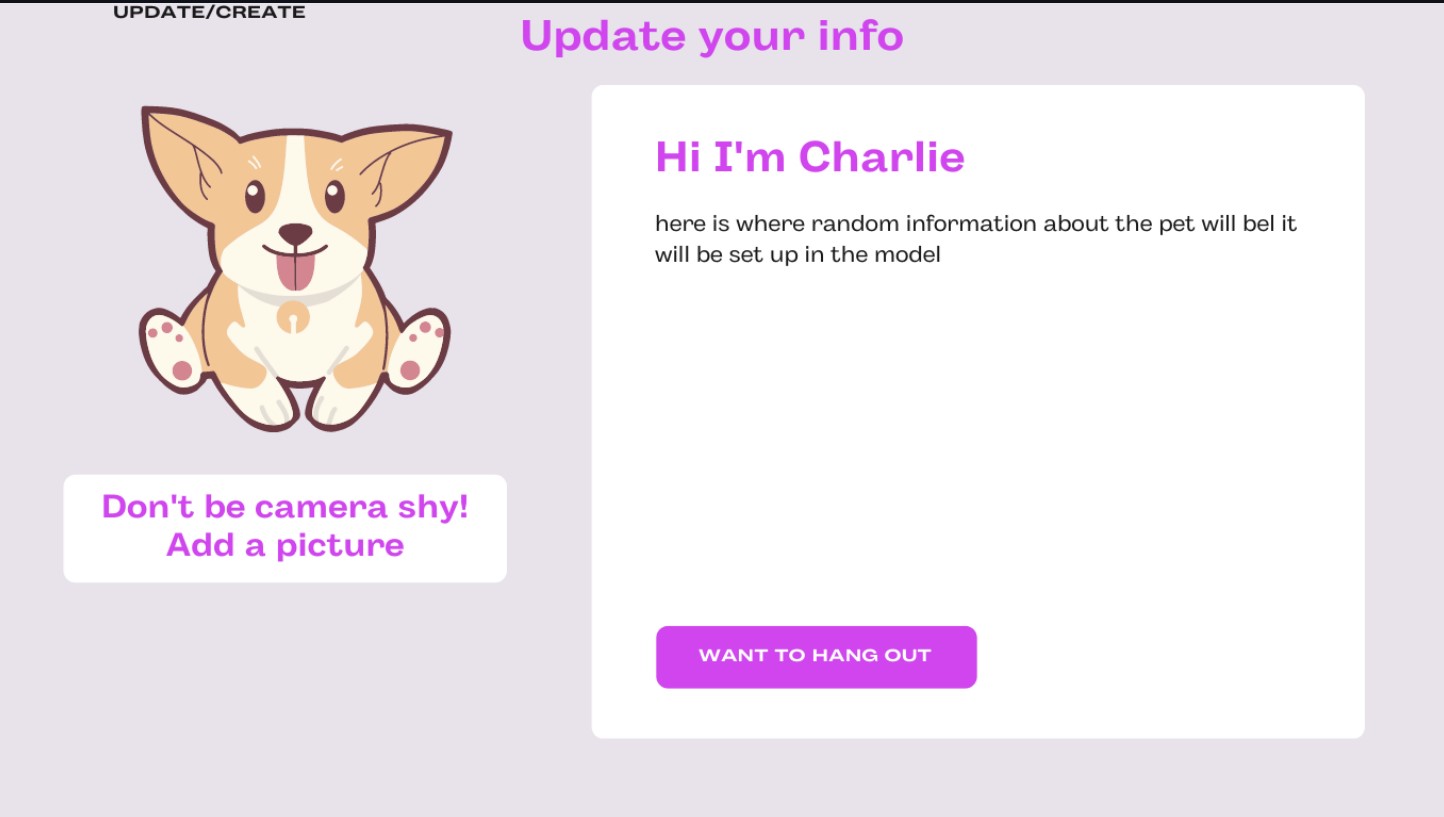 UPDATE/CREATE
Update your info
Hi I'm Charlie
here is where random information about the pet will bel it
will be set up in the model
Don't be camera shy!
Add a picture
WANT TO HANG OUT